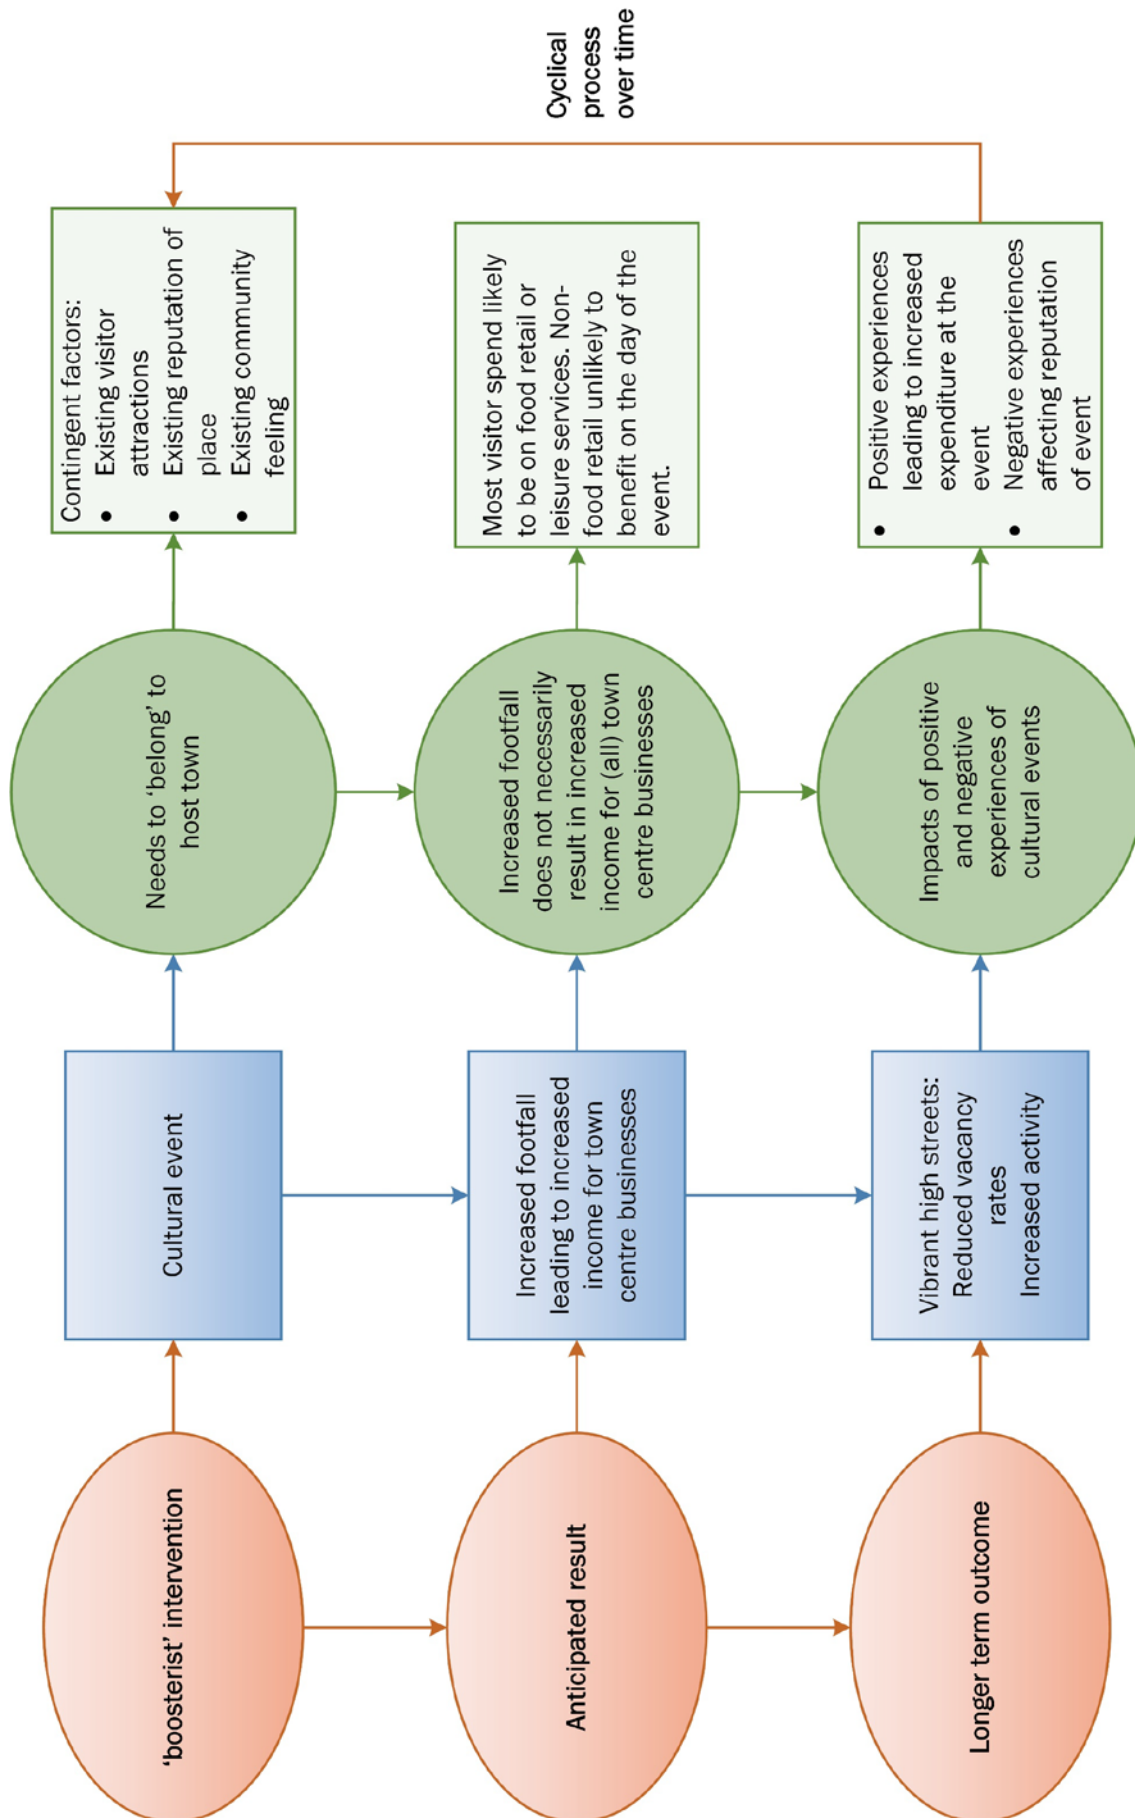 'boosterist' intervention
Cultural event
Needs to 'belong' to
host town
Contingent factors:
• Existing visitor
attractions
• Existing reputation of
place
• Existing community
feeling
Anticipated result
Increased footfall
leading to increased
income for town
centre businesses
Increased footfall
does not necessarily
result in increased
income for (all) town
centre businesses
Most visitor spend likely
to be on food retail or
leisure services. Non-
food retail unlikely to
benefit on the day of the
event.
Longer term outcome
Vibrant high streets:
Reduced vacancy
rates
Increased activity
Impacts of positive
and negative
experiences of
cultural events
• Positive experiences
leading to increased
expenditure at the
event
• Negative experiences
affecting reputation
of event
Cyclical
process
over time